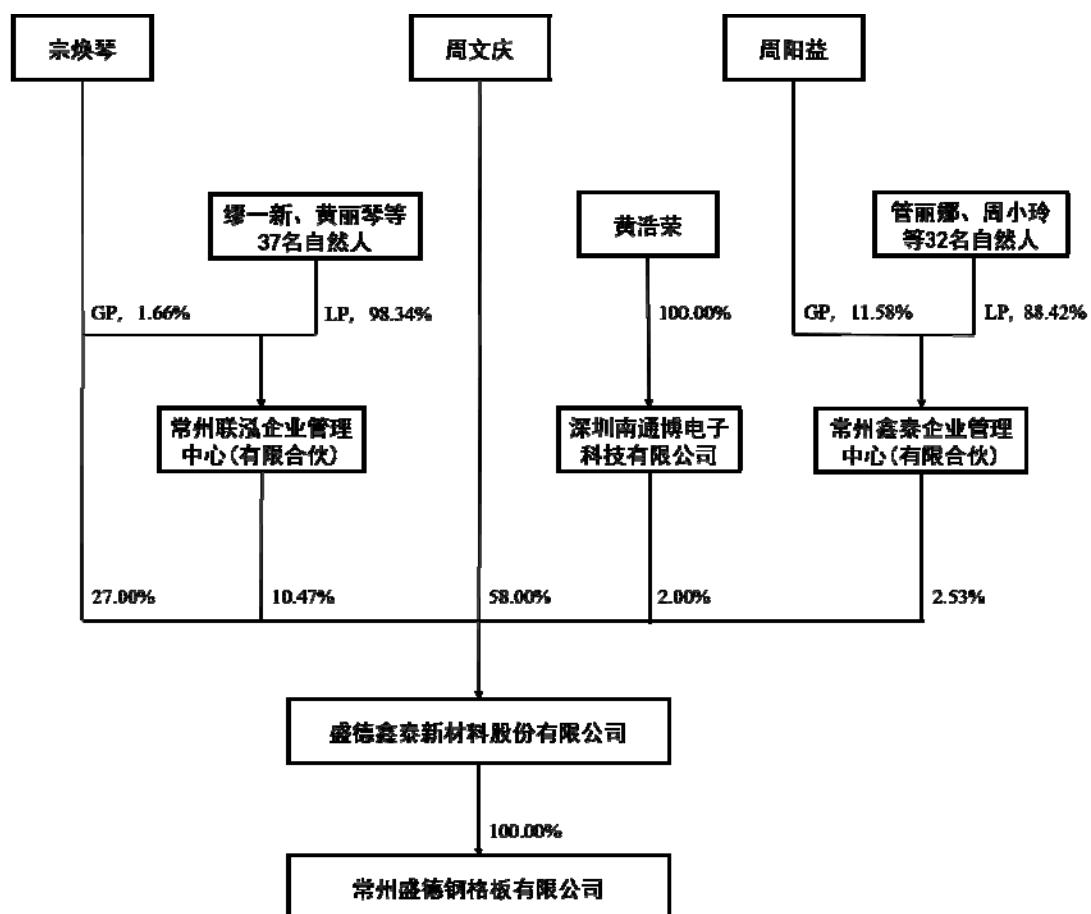 宗焕琴
周文庆
周阳益
缪一新、黄丽琴等
37名自然人
黄浩荣
管丽娜、周小玲
等32名自然人
GP, 1.66%
LP, 98.34%
100.00%
GP, 11.58%
LP, 88.42%
常州联泓企业管理
中心(有限合伙)
深圳南通博电子
科技有限公司
常州鑫泰企业管理
中心(有限合伙)
27.00%
10.47%
58.00%
2.00%
2.53%
盛德鑫泰新材料股份有限公司
100.00%
常州盛德钢格板有限公司